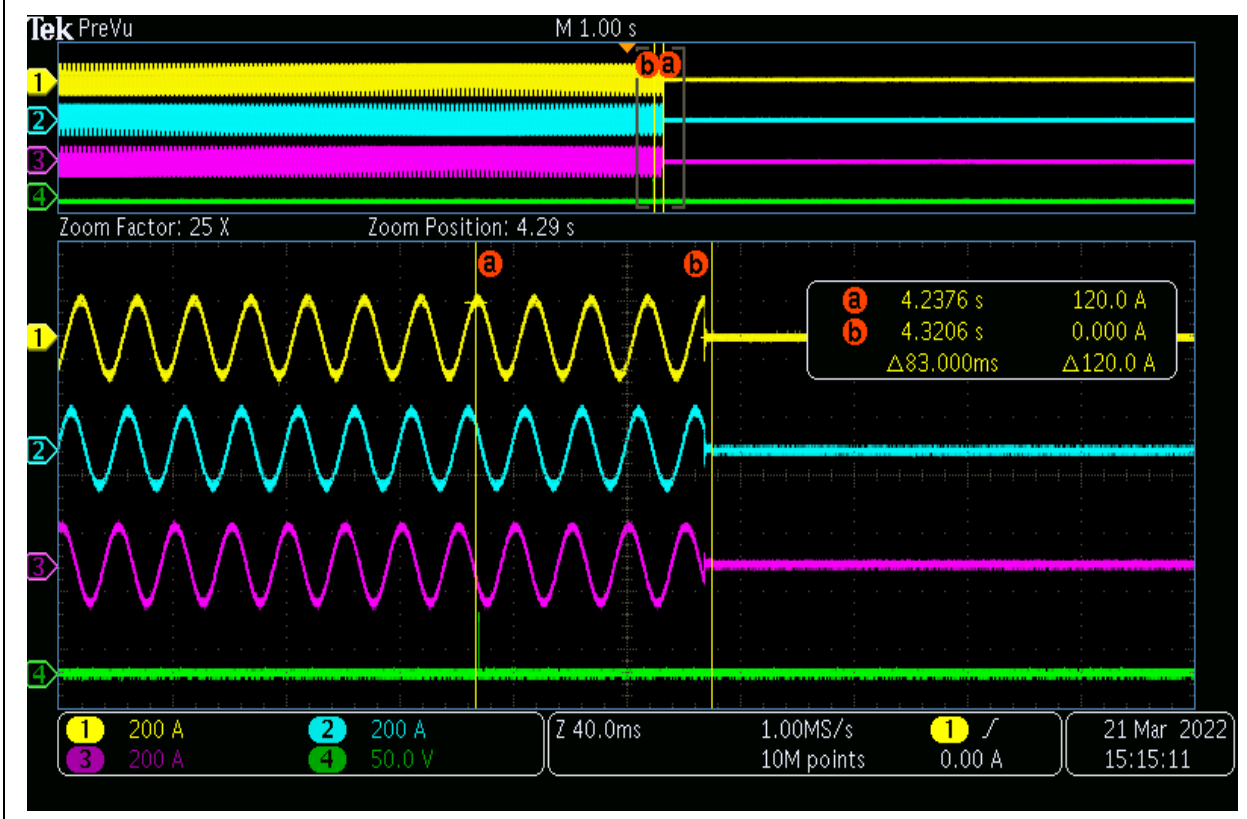 Tek PreVu M 1.00 s
b a
1
2
3
4
Zoom Factor: 25 X Zoom Position: 4.29 s
a b
a 4.2376 s 120.0 A
b 4.3206 s 0.000 A
△83.000ms △120.0 A
1
2
3
4
1 200 A 2 200 A Z 40.0ms 1.00MS/s 1 21 Mar 2022
3 200 A 4 50.0 V 10M points 0.00 A 15:15:11